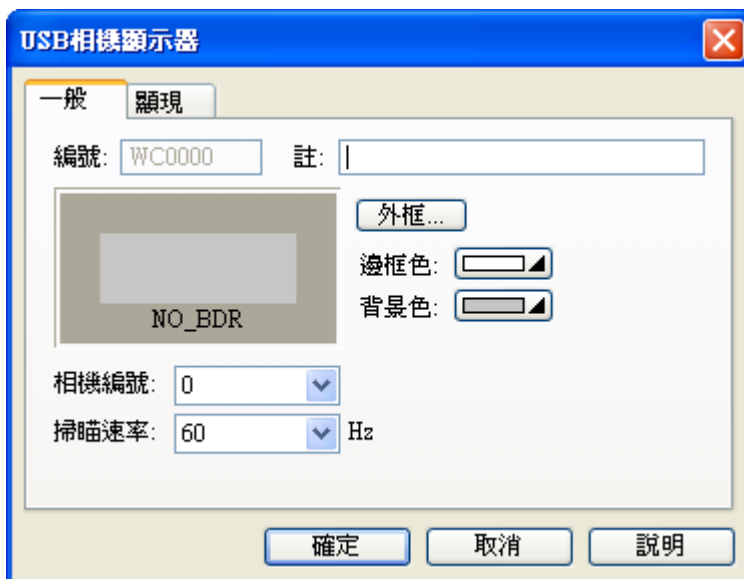 USB相機顯示器
一般 顯現
編號: WC0000 註:
外框...
NO_BDR
邊框色:
背景色:
相機編號: 0
掃瞄速率: 60 Hz
確定 取消 說明